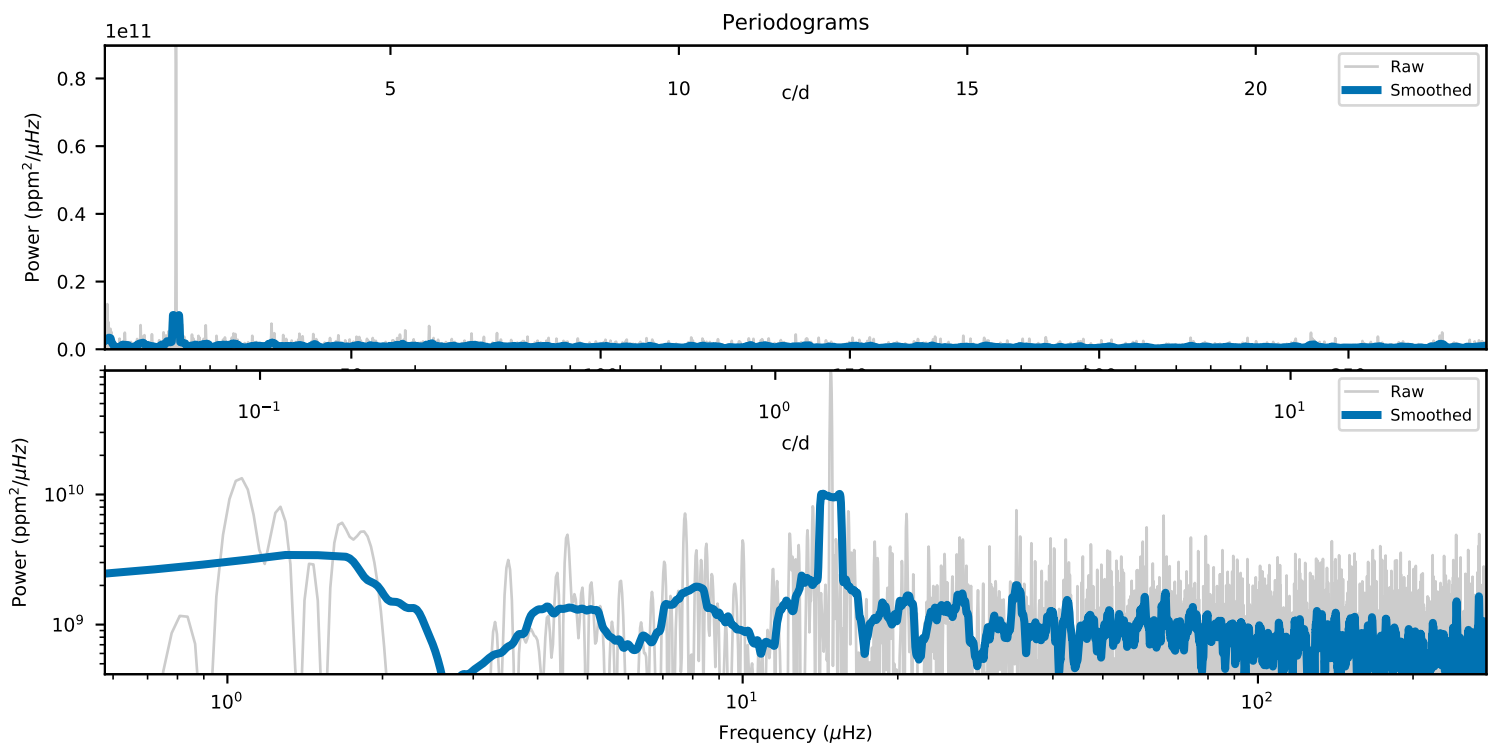 Periodograms
1e11
5 10 15 20
c/d
Raw
Smoothed
0.8
0.6
0.4
0.2
0.0
Power (ppm²/μHz)
10⁻¹ 10⁰ 10¹
c/d
Raw
Smoothed
10¹⁰
10⁹
Power (ppm²/μHz)
10⁰ 10¹ 10²
Frequency (μHz)